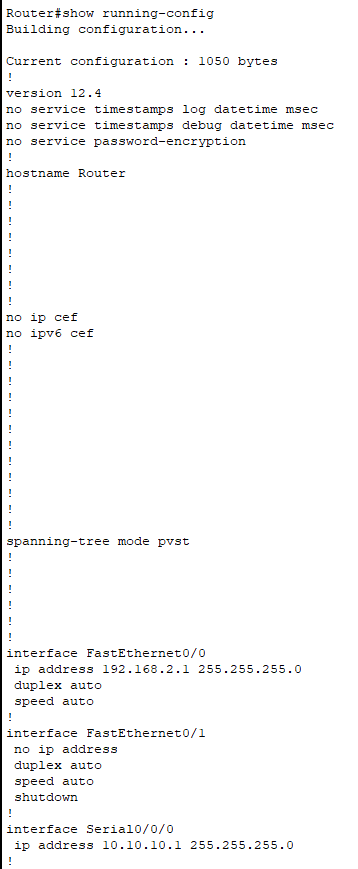 Router#show running-config
Building configuration...

Current configuration : 1050 bytes
!
version 12.4
no service timestamps log datetime msec
no service timestamps debug datetime msec
no service password-encryption
!
hostname Router
!
!
!
!
!
!
!
!
no ip cef
no ipv6 cef
!
!
!
!
!
!
!
!
!
!
!
!
spanning-tree mode pvst
!
!
!
!
!
!
interface FastEthernet0/0
 ip address 192.168.2.1 255.255.255.0
 duplex auto
 speed auto
!
interface FastEthernet0/1
 no ip address
 duplex auto
 speed auto
 shutdown
!
interface Serial0/0/0
 ip address 10.10.10.1 255.255.255.0
!